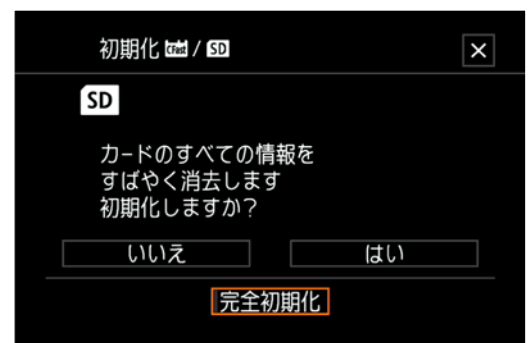 初期化 CFast / SD
×
SD
カードのすべての情報を
すばやく消去します
初期化しますか?
いいえ はい
完全初期化